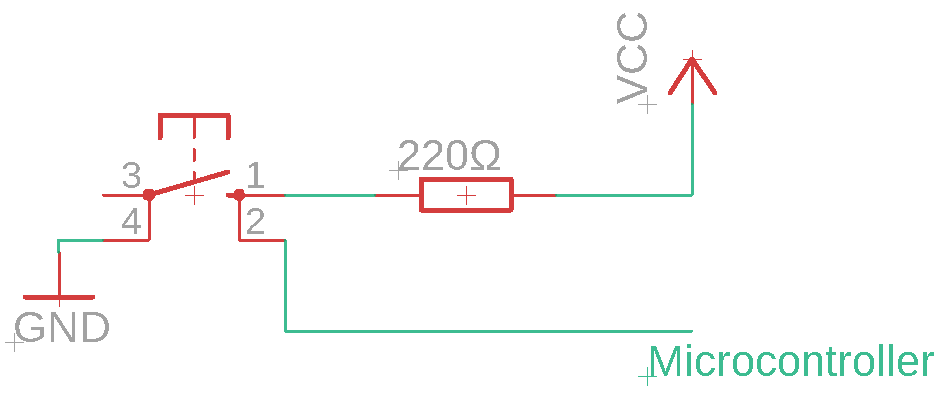 VCC
220Ω
3 1
4 2
GND
Microcontroller